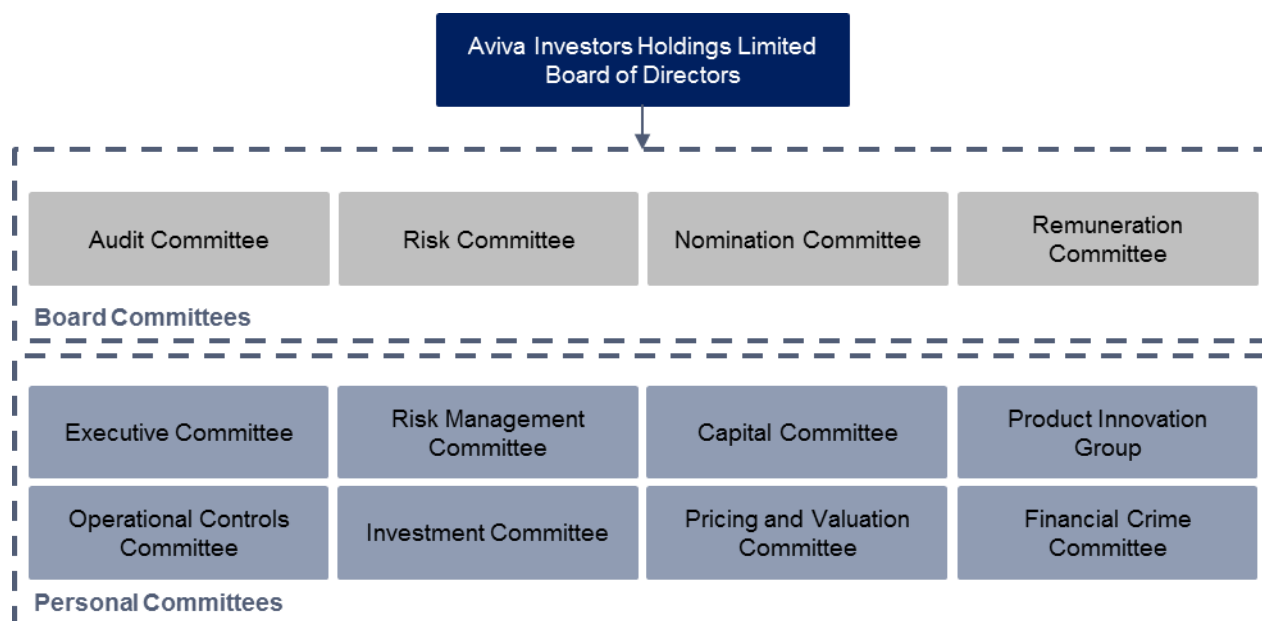 Aviva Investors Holdings Limited
Board of Directors
Audit Committee
Risk Committee
Nomination Committee
Remuneration
Committee
Board Committees
Executive Committee
Risk Management
Committee
Capital Committee
Product Innovation
Group
Operational Controls
Committee
Investment Committee
Pricing and Valuation
Committee
Financial Crime
Committee
Personal Committees